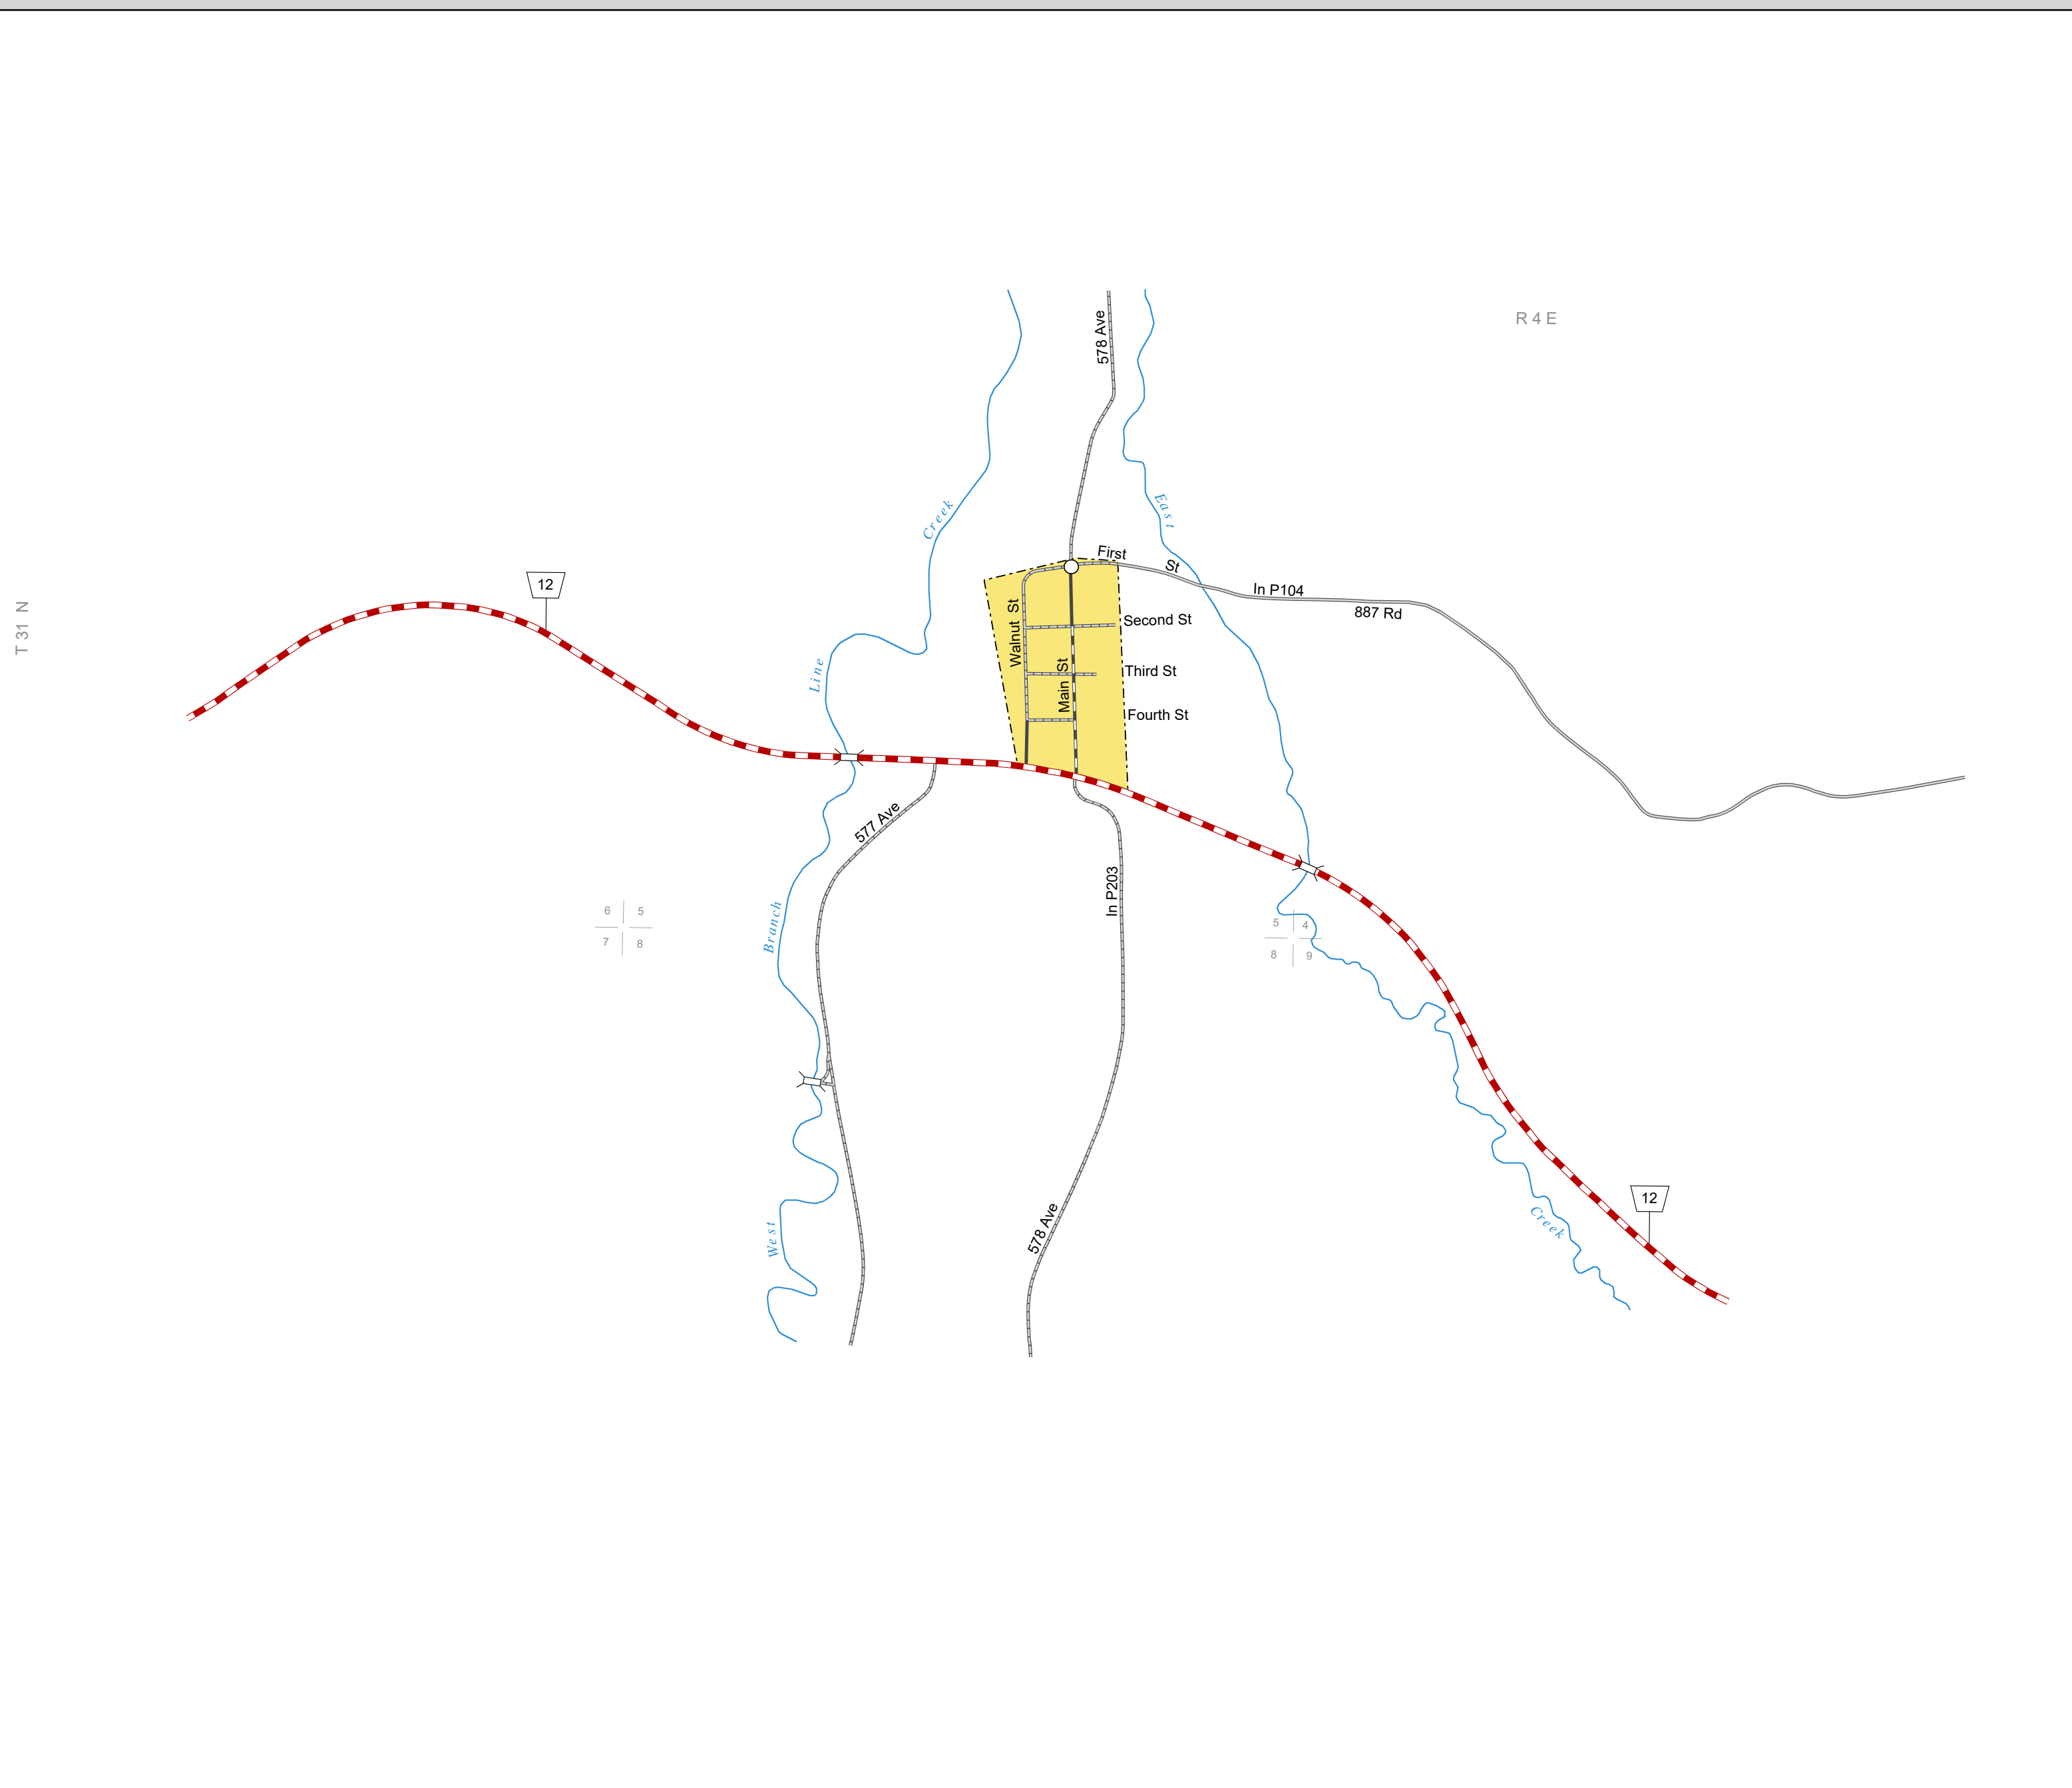 R 4 E
578 Ave
Creek
East
First St
12
In P104
887 Rd
T 31 N
Walnut St
Second St
Line
Third St
Main St
Fourth St
577 Ave
In P203
Branch
6 5
7 8
5 4
8 9
12
West
578 Ave
Creek